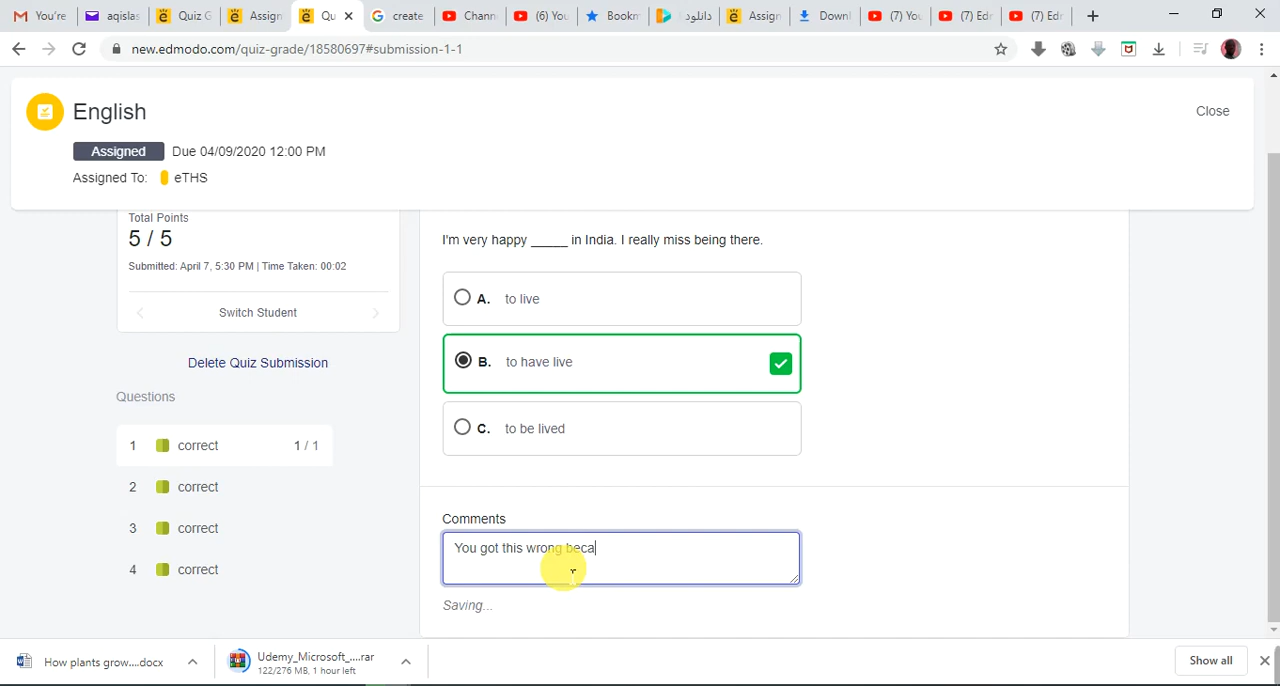 You're
aqislas
Quiz G
Assign
Qu
create
Chann
(6) You
Bookm
دانلود
Assign
Downl
(7) You
(7) Edm
(7) Edm
new.edmodo.com/quiz-grade/18580697#submission-1-1
English
Close
Assigned Due 04/09/2020 12:00 PM
Assigned To: eTHS
Total Points
5 / 5
Submitted: April 7, 5:30 PM | Time Taken: 00:02
Switch Student
Delete Quiz Submission
Questions
1 correct 1 / 1
2 correct
3 correct
4 correct
I'm very happy _____ in India. I really miss being there.
A. to live
B. to have live
C. to be lived
Comments
You got this wrong beca
Saving...
How plants grow....docx
Udemy_Microsoft_....rar
122/276 MB, 1 hour left
Show all